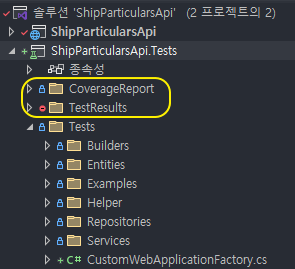 솔루션 'ShipParticularsApi' (2 프로젝트의 2)
ShipParticularsApi
ShipParticularsApi.Tests
종속성
CoverageReport
TestResults
Tests
Builders
Entities
Examples
Helper
Repositories
Services
C# CustomWebApplicationFactory.cs